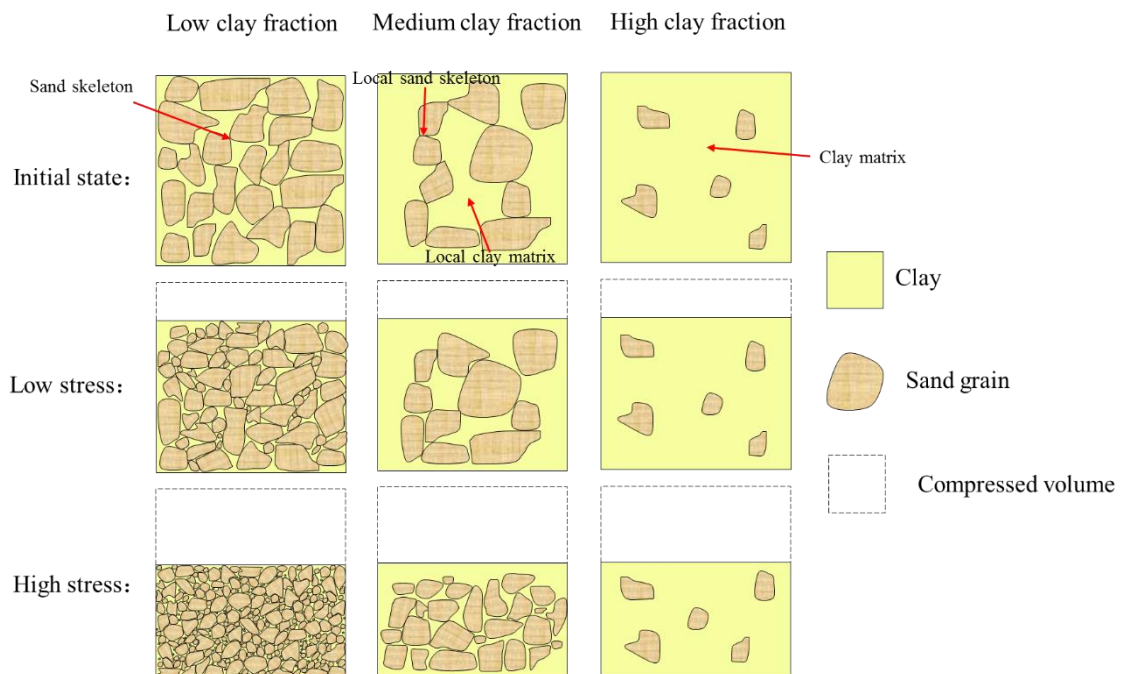 Low clay fraction
Medium clay fraction
High clay fraction
Sand skeleton
Local sand skeleton
Initial state：
Clay matrix
Local clay matrix
Clay
Low stress：
Sand grain
Compressed volume
High stress：